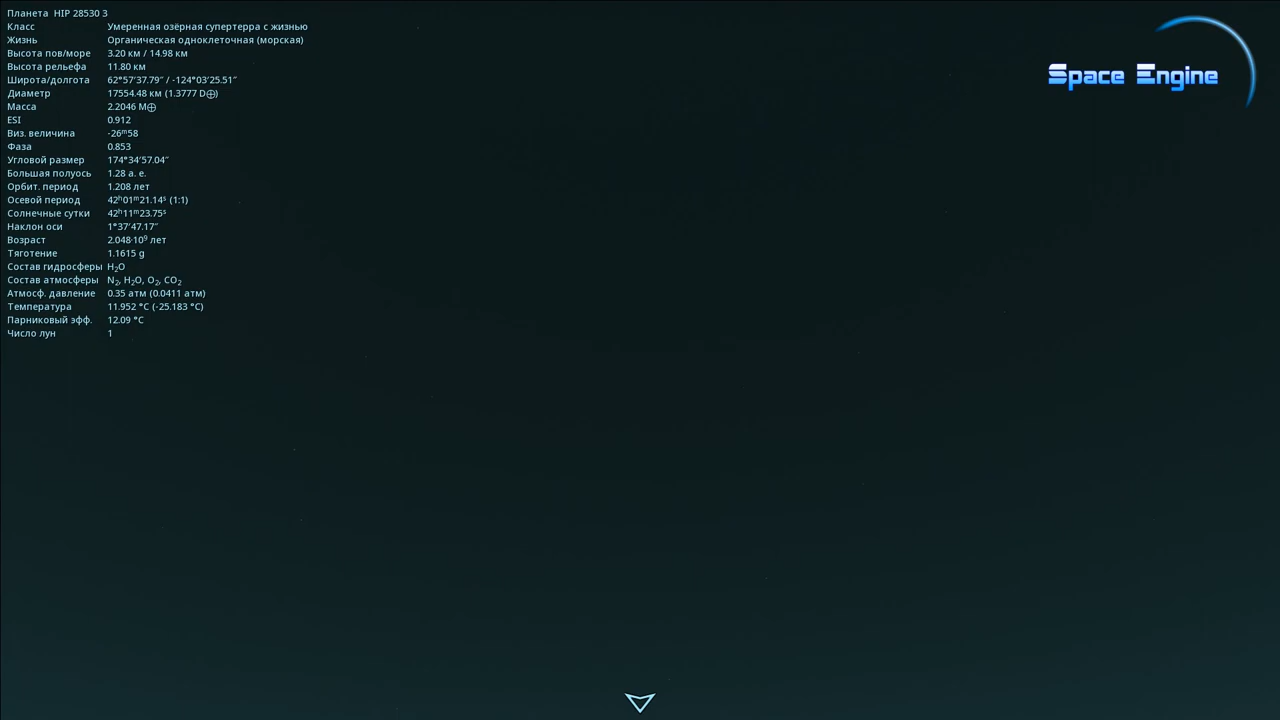 Планета HIP 28530 3
Класс Умеренная озёрная супертерра с жизнью
Жизнь Органическая одноклеточная (морская)
Высота пов/море 3.20 км / 14.98 км
Высота рельефа 11.80 км
Широта/долгота 62°57′37.79″ / -124°03′25.51″
Диаметр 17554.48 км (1.3777 D⊕)
Масса 2.2046 M⊕
ESI 0.912
Виз. величина -26ᵐ58
Фаза 0.853
Угловой размер 174°34′57.04″
Большая полуось 1.28 а. е.
Орбит. период 1.208 лет
Осевой период 42ʰ01ᵐ21.14ˢ (1:1)
Солнечные сутки 42ʰ11ᵐ23.75ˢ
Наклон оси 1°37′47.17″
Возраст 2.048·10⁹ лет
Тяготение 1.1615 g
Состав гидросферы H₂O
Состав атмосферы N₂, H₂O, O₂, CO₂
Атмосф. давление 0.35 атм (0.0411 атм)
Температура 11.952 °C (-25.183 °C)
Парниковый эфф. 12.09 °C
Число лун 1
Space Engine